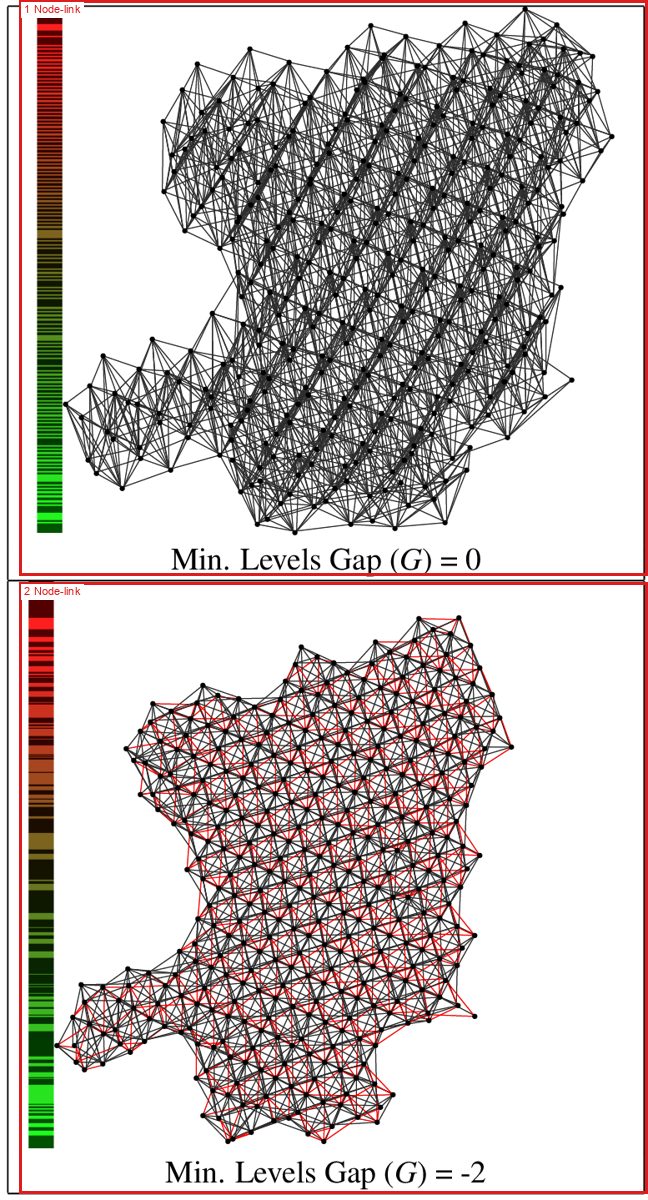 1 Node-link
Min. Levels Gap (G) = 0
2 Node-link
Min. Levels Gap (G) = -2